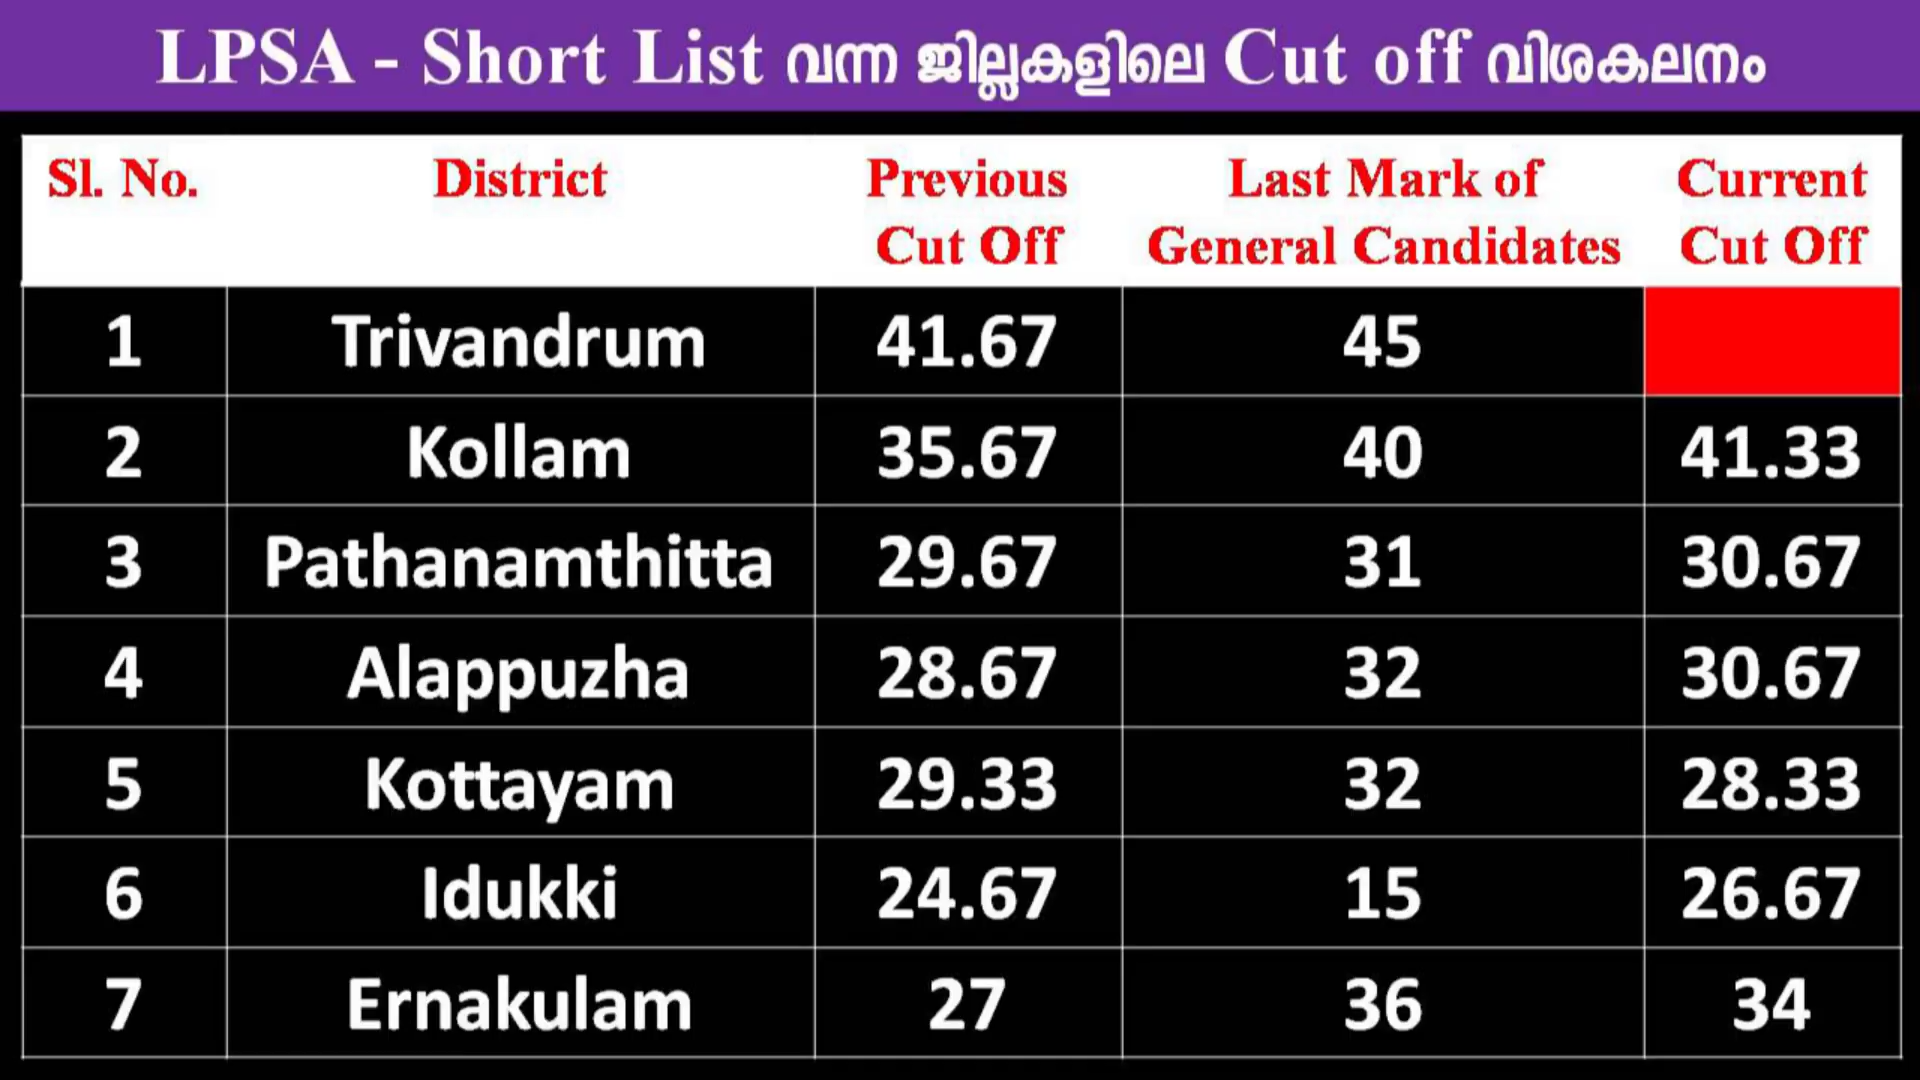 LPSA - Short List വന്ന ജില്ലകളിലെ Cut off വിശകലനം
Sl. No. District Previous Cut Off Last Mark of General Candidates Current Cut Off
1 Trivandrum 41.67 45
2 Kollam 35.67 40 41.33
3 Pathanamthitta 29.67 31 30.67
4 Alappuzha 28.67 32 30.67
5 Kottayam 29.33 32 28.33
6 Idukki 24.67 15 26.67
7 Ernakulam 27 36 34